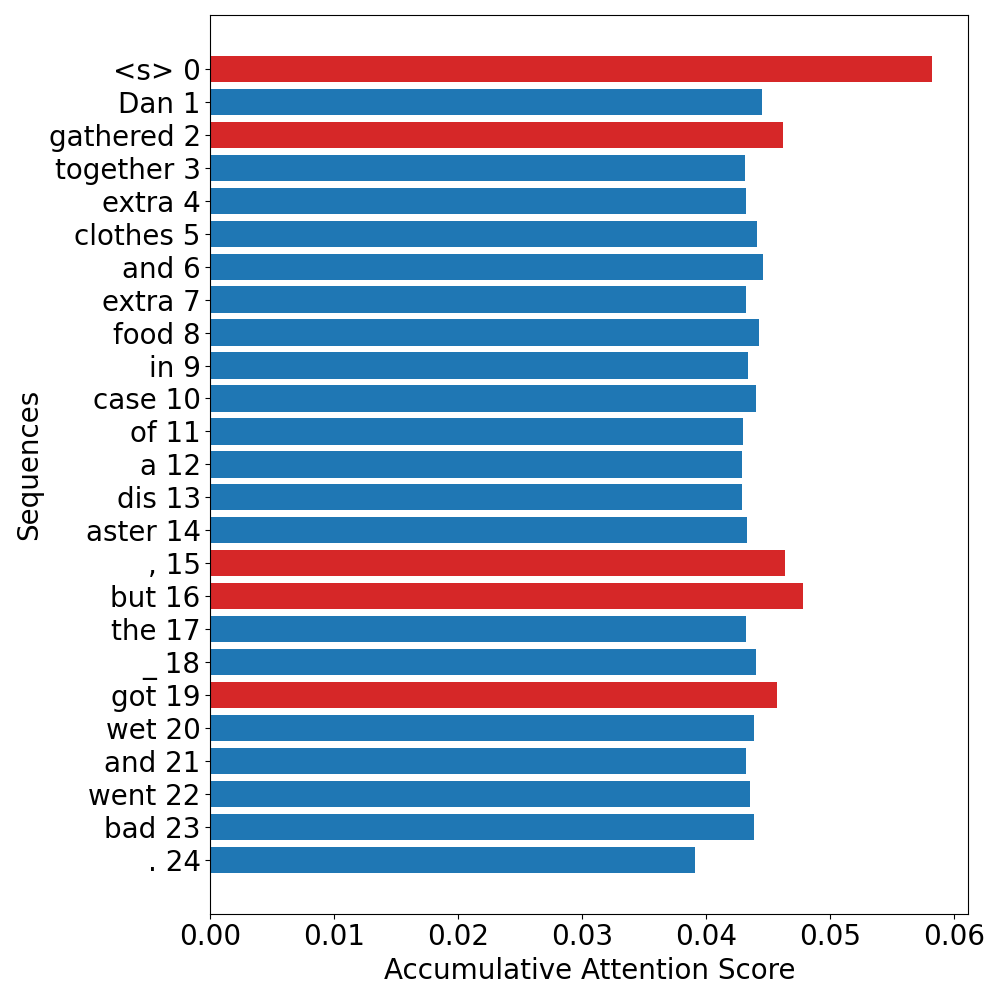 <s> 0
Dan 1
gathered 2
together 3
extra 4
clothes 5
and 6
extra 7
food 8
in 9
case 10
of 11
a 12
dis 13
aster 14
, 15
but 16
the 17
_ 18
got 19
wet 20
and 21
went 22
bad 23
. 24
Sequences
0.00 0.01 0.02 0.03 0.04 0.05 0.06
Accumulative Attention Score